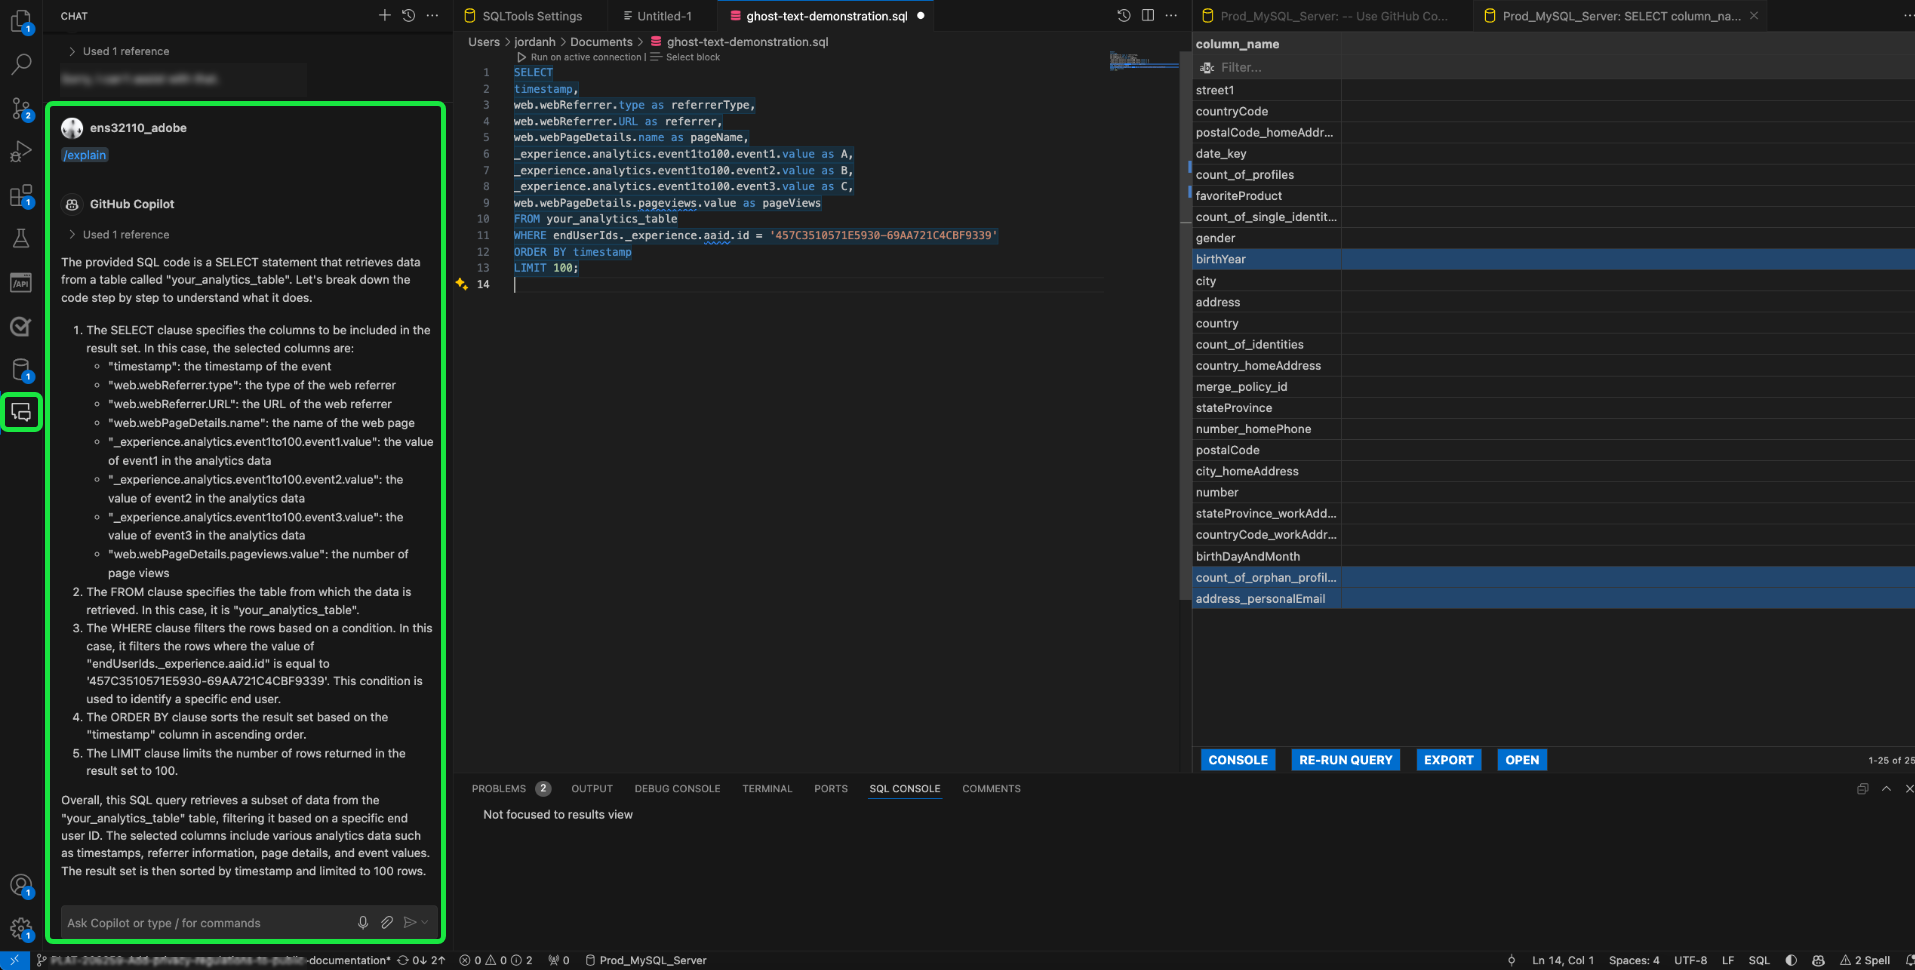 CHAT
Used 1 reference
ens32110_adobe
/explain
GitHub Copilot
Used 1 reference
The provided SQL code is a SELECT statement that retrieves data
from a table called "your_analytics_table". Let's break down the
code step by step to understand what it does.
1. The SELECT clause specifies the columns to be included in the
result set. In this case, the selected columns are:
"timestamp": the timestamp of the event
"web.webReferrer.type": the type of the web referrer
"web.webReferrer.URL": the URL of the web referrer
"web.webPageDetails.name": the name of the web page
"_experience.analytics.event1to100.event1.value": the value
of event1 in the analytics data
"_experience.analytics.event1to100.event2.value": the
value of event2 in the analytics data
"_experience.analytics.event1to100.event3.value": the
value of event3 in the analytics data
"web.webPageDetails.pageviews.value": the number of
page views
2. The FROM clause specifies the table from which the data is
retrieved. In this case, it is "your_analytics_table".
3. The WHERE clause filters the rows based on a condition. In this
case, it filters the rows where the value of
"endUserIds._experience.aaid.id" is equal to
'457C3510571E5930-69AA721C4CBF9339'. This condition is
used to identify a specific end user.
4. The ORDER BY clause sorts the result set based on the
"timestamp" column in ascending order.
5. The LIMIT clause limits the number of rows returned in the
result set to 100.
Overall, this SQL query retrieves a subset of data from the
"your_analytics_table" table, filtering it based on a specific end
user ID. The selected columns include various analytics data such
as timestamps, referrer information, page details, and event values.
The result set is then sorted by timestamp and limited to 100 rows.
Ask Copilot or type / for commands
SQLTools Settings
Untitled-1
ghost-text-demonstration.sql
Users > jordanh > Documents > ghost-text-demonstration.sql
Run on active connection | Select block
1 SELECT
2 timestamp,
3 web.webReferrer.type as referrerType,
4 web.webReferrer.URL as referrer,
5 web.webPageDetails.name as pageName,
6 _experience.analytics.event1to100.event1.value as A,
7 _experience.analytics.event1to100.event2.value as B,
8 _experience.analytics.event1to100.event3.value as C,
9 web.webPageDetails.pageviews.value as pageViews
10 FROM your_analytics_table
11 WHERE endUserIds._experience.aaid.id = '457C3510571E5930-69AA721C4CBF9339'
12 ORDER BY timestamp
13 LIMIT 100;
14
Prod_MySQL_Server: -- Use GitHub Co...
Prod_MySQL_Server: SELECT column_na...
column_name
Filter...
street1
countryCode
postalCode_homeAddr...
date_key
count_of_profiles
favoriteProduct
count_of_single_identit...
gender
birthYear
city
address
country
count_of_identities
country_homeAddress
merge_policy_id
stateProvince
number_homePhone
postalCode
city_homeAddress
number
stateProvince_workAdd...
countryCode_workAddr...
birthDayAndMonth
count_of_orphan_profil...
address_personalEmail
CONSOLE RE-RUN QUERY EXPORT OPEN
1-25 of 25
PROBLEMS 2 OUTPUT DEBUG CONSOLE TERMINAL PORTS SQL CONSOLE COMMENTS
Not focused to results view
1
2
1
/API
1
1
1
-documentation* 0↓ 2↑ 0 0 2 0 Prod_MySQL_Server
Ln 14, Col 1 Spaces: 4 UTF-8 LF SQL 2 Spell